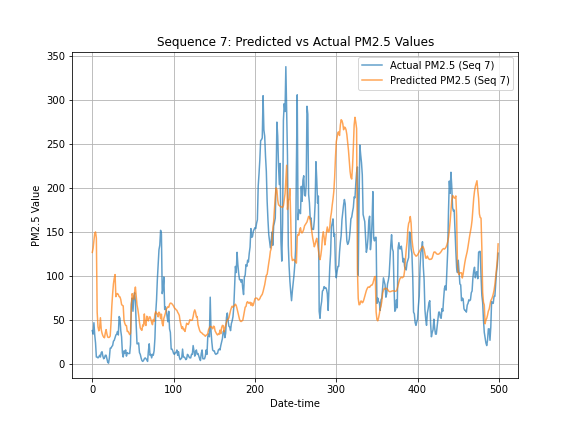 Sequence 7: Predicted vs Actual PM2.5 Values
Actual PM2.5 (Seq 7)
Predicted PM2.5 (Seq 7)
PM2.5 Value
350
300
250
200
150
100
50
0
0 100 200 300 400 500
Date-time